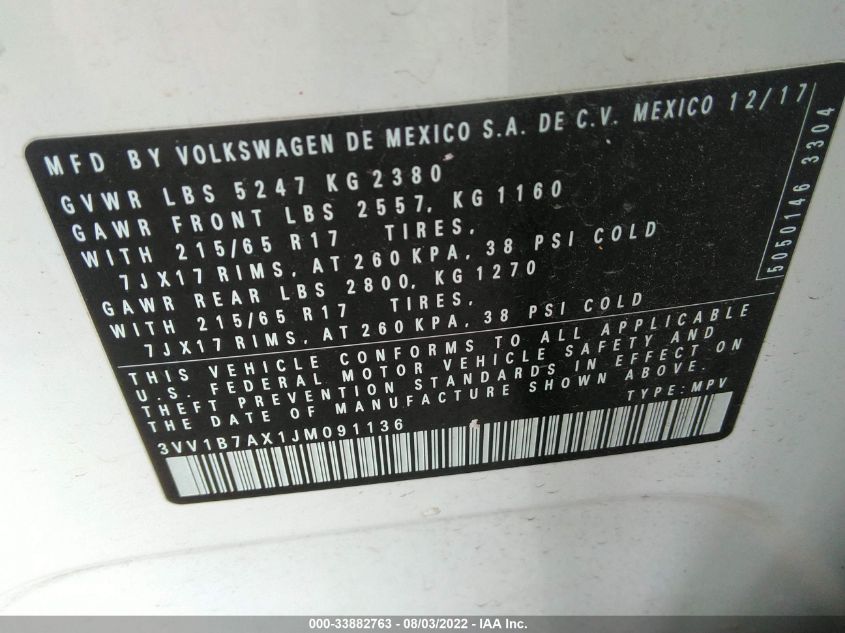 MFD BY VOLKSWAGEN DE MEXICO S.A. DE C.V. MEXICO 12/17
GVWR LBS 5247 KG 2380
GAWR FRONT LBS 2557, KG 1160
WITH 215/65 R17 TIRES,
7JX17 RIMS, AT 260 KPA, 38 PSI COLD
GAWR REAR LBS 2800, KG 1270
WITH 215/65 R17 TIRES,
7JX17 RIMS, AT 260 KPA, 38 PSI COLD
THIS VEHICLE CONFORMS TO ALL APPLICABLE
U.S. FEDERAL MOTOR VEHICLE SAFETY AND
THEFT PREVENTION STANDARDS IN EFFECT ON
THE DATE OF MANUFACTURE SHOWN ABOVE.
TYPE: MPV
3VV1B7AX1JM091136
5050146 3304
000-33882763 - 08/03/2022 - IAA Inc.